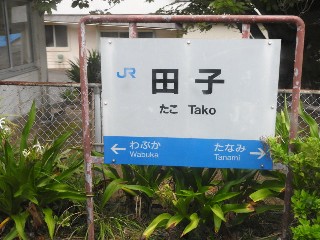 JR 田子
たこ Tako
← わぶか たなみ →
Wabuka Tanami